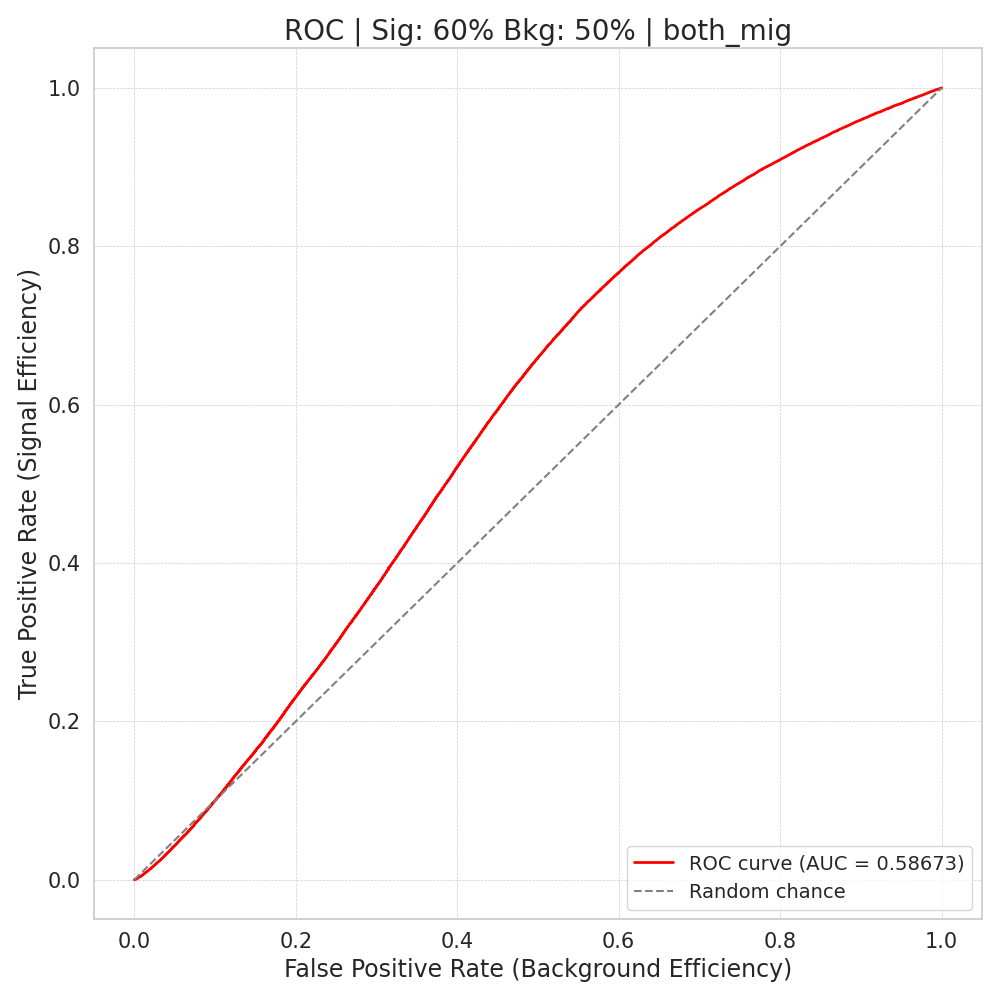 ROC | Sig: 60% Bkg: 50% | both_mig
1.0
0.8
0.6
0.4
0.2
0.0
True Positive Rate (Signal Efficiency)
ROC curve (AUC = 0.58673)
Random chance
0.0 0.2 0.4 0.6 0.8 1.0
False Positive Rate (Background Efficiency)